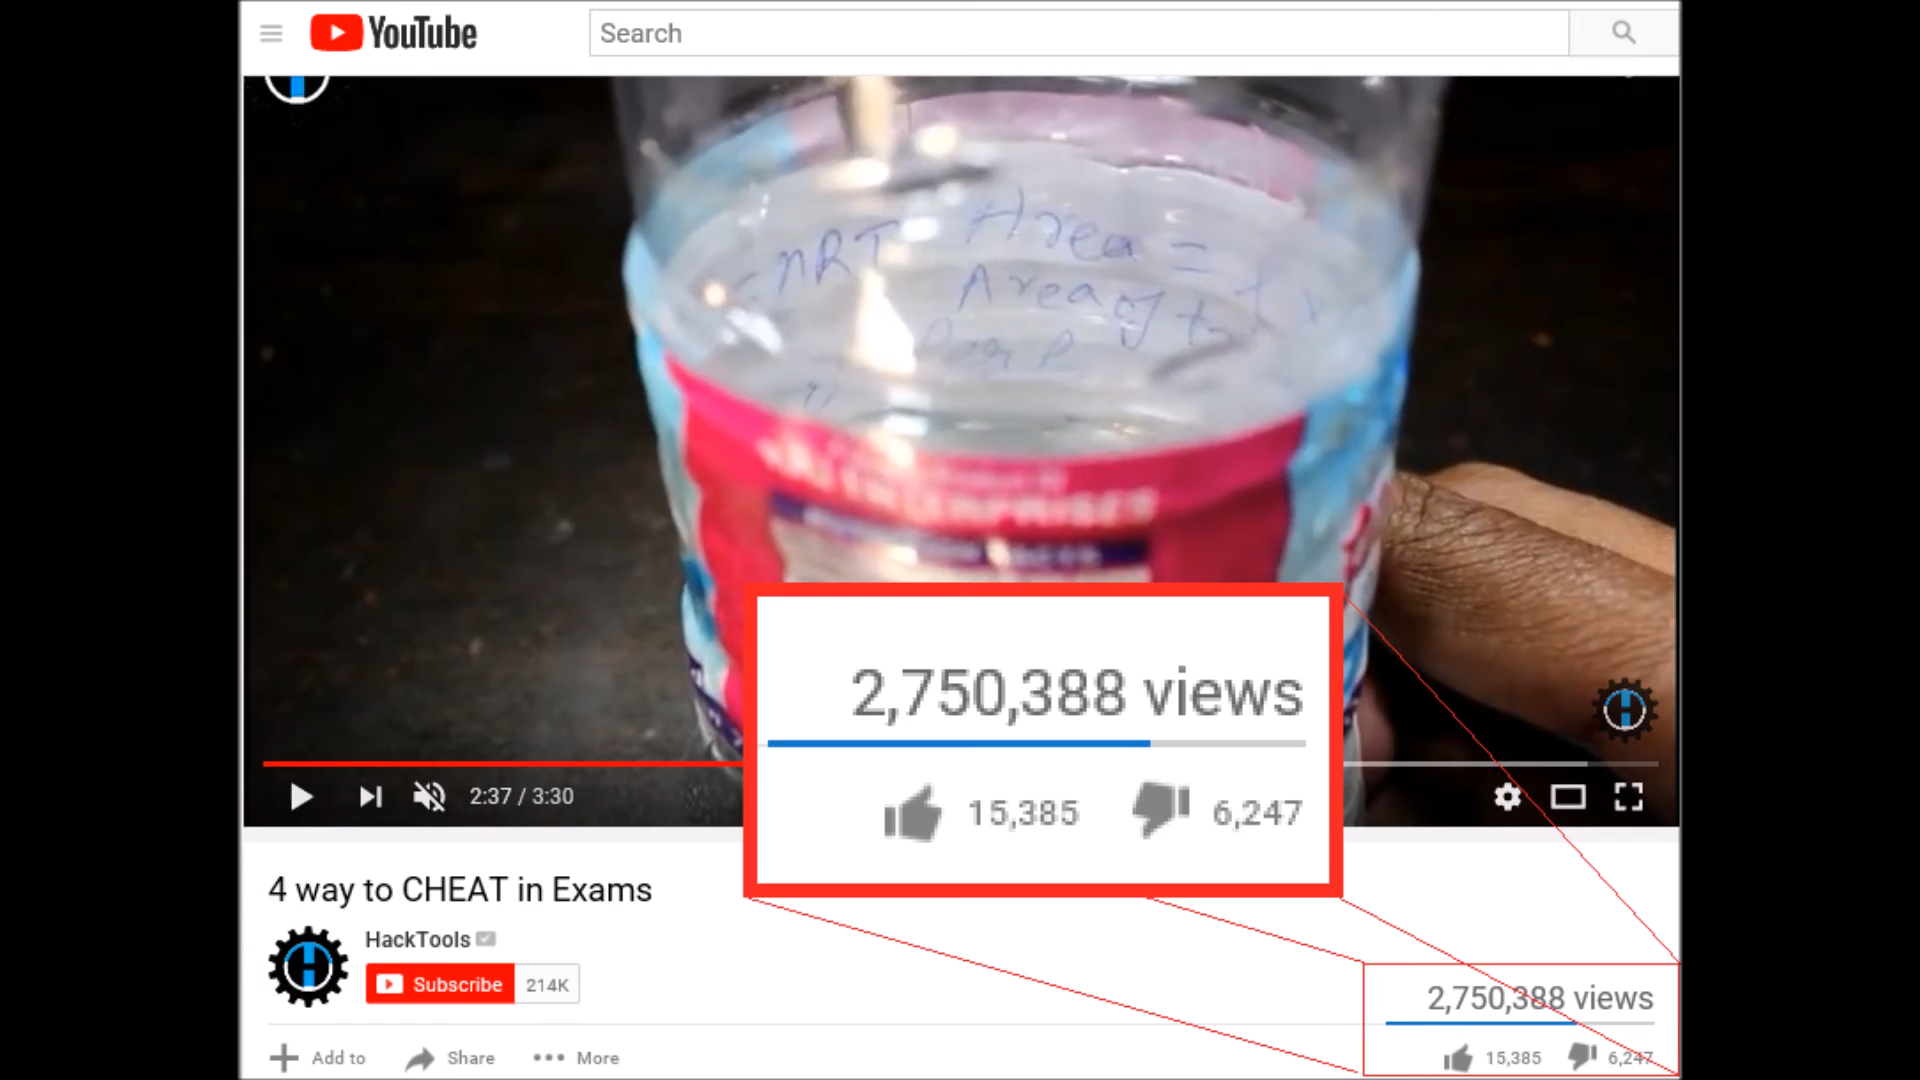 YouTube
Search
= nRT Area =
Area of
ENTERPRISES
2,750,388 views
15,385 6,247
2:37 / 3:30
4 way to CHEAT in Exams
HackTools
Subscribe 214K
2,750,388 views
Add to Share More
15,385 6,247